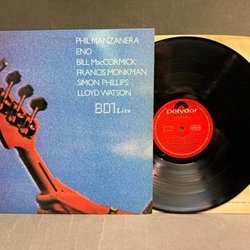 PHIL MANZANERA
ENO
BILL MacCORMICK
FRANCIS MONKMAN
SIMON PHILLIPS
LLOYD WATSON
801 Live
Polydor